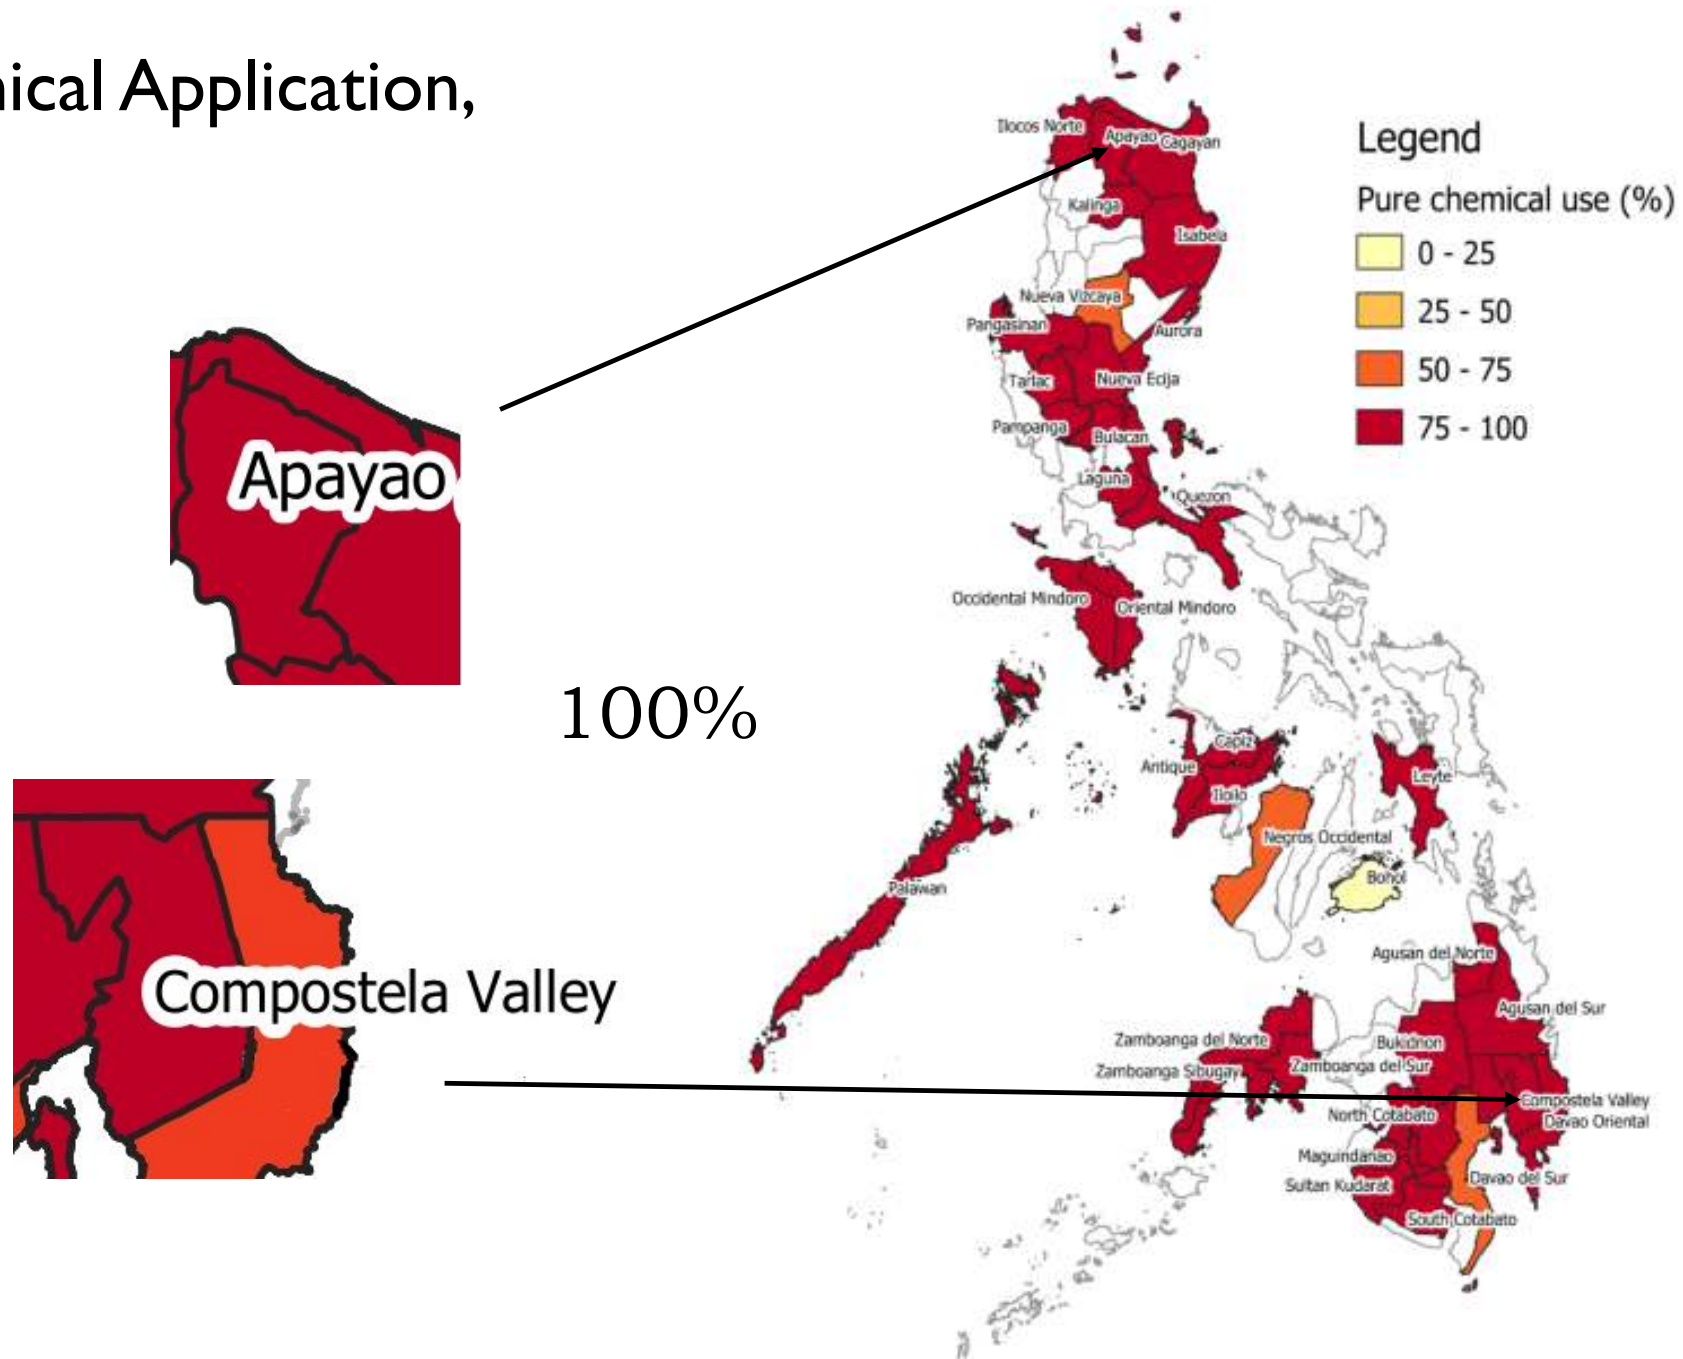 nical Application,
Legend
Pure chemical use (%)
0 - 25
25 - 50
50 - 75
75 - 100
Ilocos Norte
Apayao
Cagayan
Kalinga
Isabela
Nueva Vizcaya
Pangasinan
Aurora
Tarlac
Nueva Ecija
Pampanga
Bulacan
Laguna
Quezon
Occidental Mindoro
Oriental Mindoro
Apayao
100%
Capiz
Antique
Iloilo
Leyte
Negros Occidental
Bohol
Palawan
Compostela Valley
Agusan del Norte
Agusan del Sur
Zamboanga del Norte
Bukidnon
Zamboanga Sibugay
Zamboanga del Sur
Compostela Valley
North Cotabato
Davao Oriental
Maguindanao
Davao del Sur
Sultan Kudarat
South Cotabato